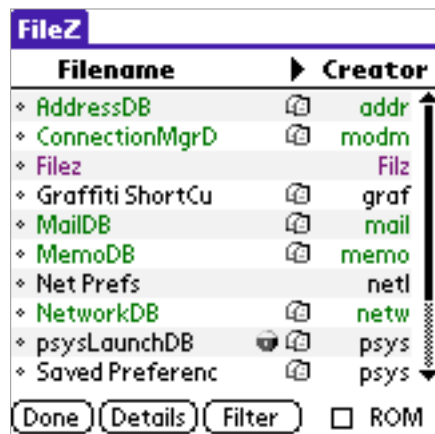 FileZ
Filename Creator
AddressDB addr
ConnectionMgrD modm
Filez Filz
Graffiti ShortCu graf
MailDB mail
MemoDB memo
Net Prefs netl
NetworkDB netw
psysLaunchDB psys
Saved Preferenc psys
Done Details Filter ROM